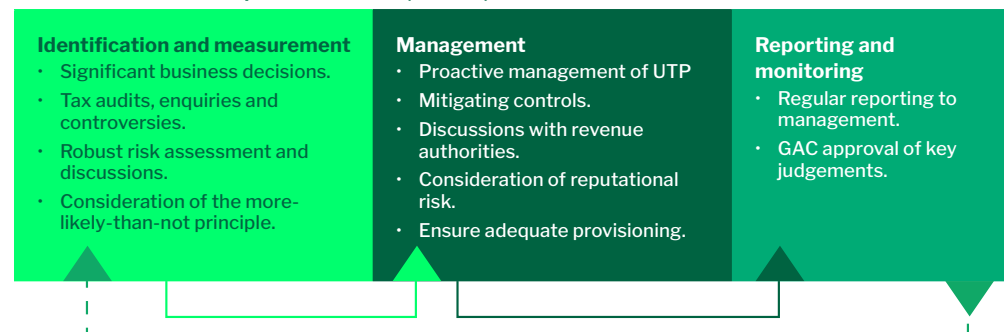 Identification and measurement
• Significant business decisions.
• Tax audits, enquiries and
controversies.
• Robust risk assessment and
discussions.
• Consideration of the more-
likely-than-not principle.
Management
• Proactive management of UTP
• Mitigating controls.
• Discussions with revenue
authorities.
• Consideration of reputational
risk.
• Ensure adequate provisioning.
Reporting and
monitoring
• Regular reporting to
management.
• GAC approval of key
judgements.